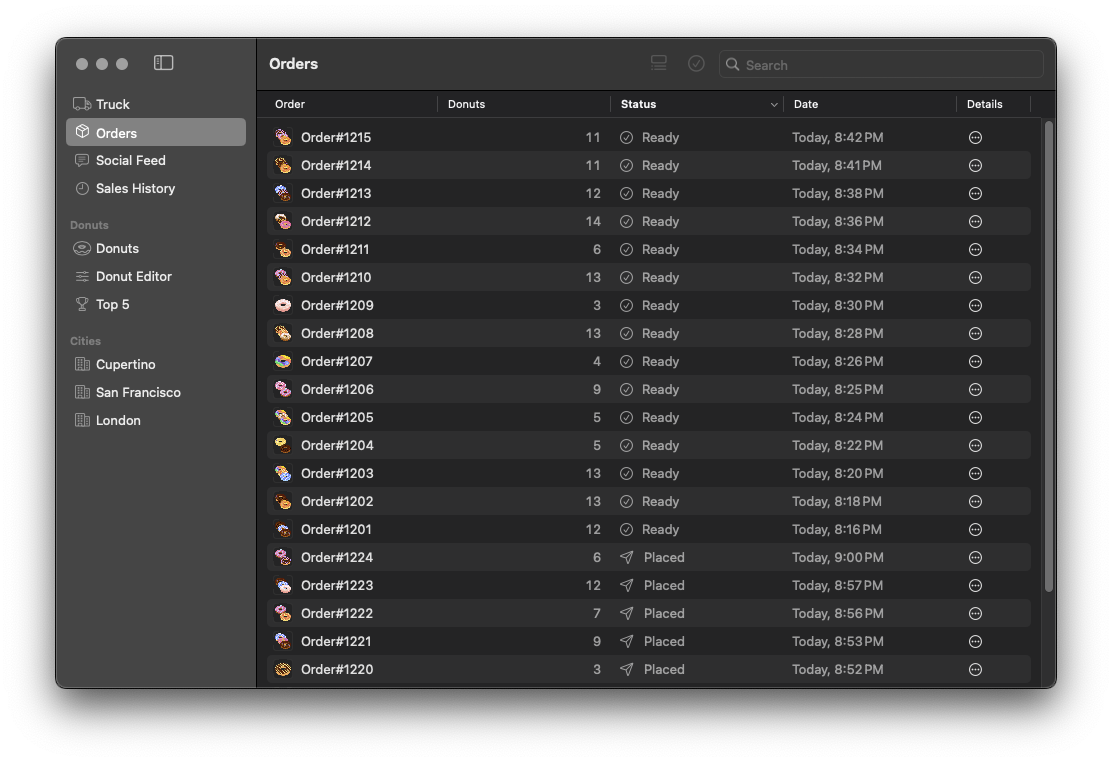 Orders
Search
Truck
Orders
Social Feed
Sales History
Donuts
Donuts
Donut Editor
Top 5
Cities
Cupertino
San Francisco
London
Order Donuts Status Date Details
Order#1215 11 Ready Today, 8:42 PM
Order#1214 11 Ready Today, 8:41 PM
Order#1213 12 Ready Today, 8:38 PM
Order#1212 14 Ready Today, 8:36 PM
Order#1211 6 Ready Today, 8:34 PM
Order#1210 13 Ready Today, 8:32 PM
Order#1209 3 Ready Today, 8:30 PM
Order#1208 13 Ready Today, 8:28 PM
Order#1207 4 Ready Today, 8:26 PM
Order#1206 9 Ready Today, 8:25 PM
Order#1205 5 Ready Today, 8:24 PM
Order#1204 5 Ready Today, 8:22 PM
Order#1203 13 Ready Today, 8:20 PM
Order#1202 13 Ready Today, 8:18 PM
Order#1201 12 Ready Today, 8:16 PM
Order#1224 6 Placed Today, 9:00 PM
Order#1223 12 Placed Today, 8:57 PM
Order#1222 7 Placed Today, 8:56 PM
Order#1221 9 Placed Today, 8:53 PM
Order#1220 3 Placed Today, 8:52 PM